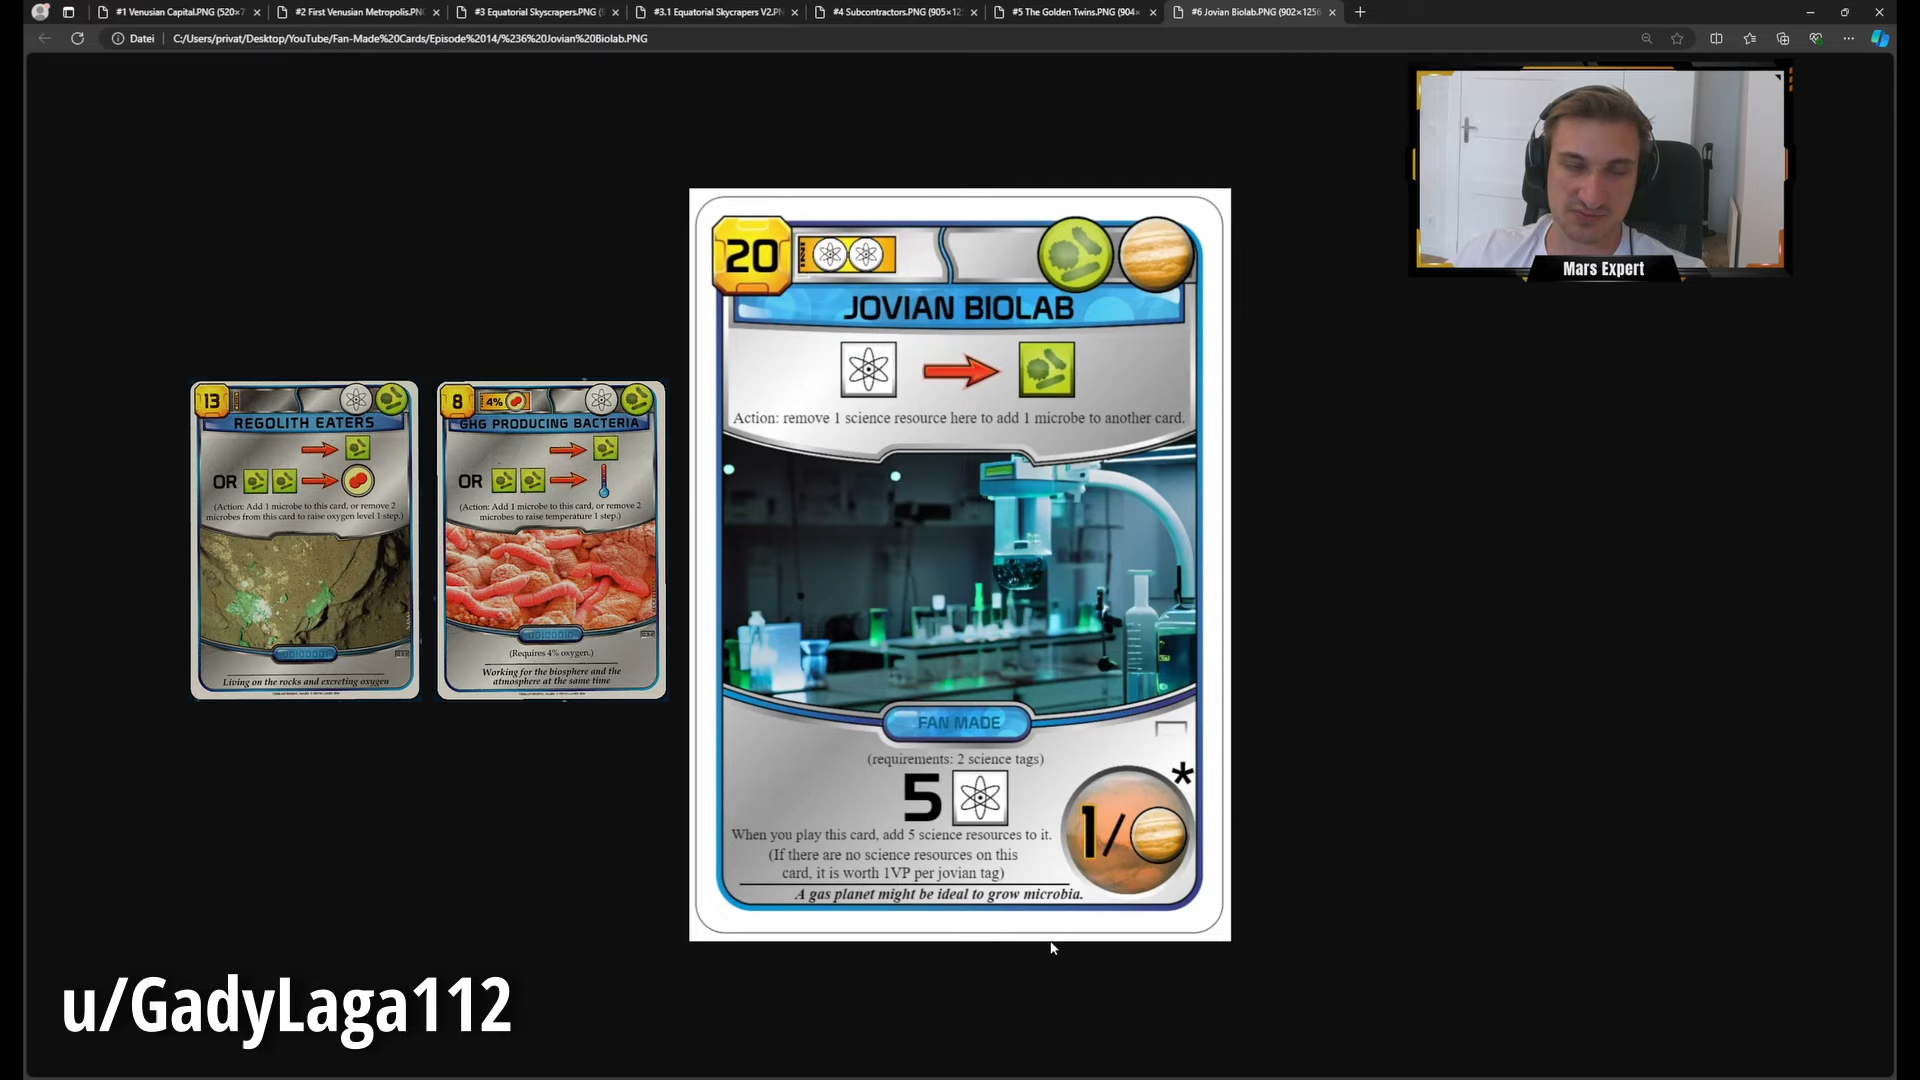 #1 Venusian Capital.PNG (520×7
#2 First Venusian Metropolis.PN
#3 Equatorial Skyscrapers.PNG (
#3.1 Equatorial Skycrapers V2.P
#4 Subcontractors.PNG (905×12
#5 The Golden Twins.PNG (904×
#6 Jovian Biolab.PNG (902×1256
Datei C:/Users/privat/Desktop/YouTube/Fan-Made%20Cards/Episode%2014/%236%20Jovian%20Biolab.PNG
Mars Expert
20
JOVIAN BIOLAB
Action: remove 1 science resource here to add 1 microbe to another card.
FAN MADE
(requirements: 2 science tags)
5
When you play this card, add 5 science resources to it.
(If there are no science resources on this
card, it is worth 1VP per jovian tag)
1/ *
A gas planet might be ideal to grow microbia.
13
REGOLITH EATERS
OR
(Action: Add 1 microbe to this card, or remove 2
microbes from this card to raise oxygen level 1 step.)
Living on the rocks and excreting oxygen
8
4%
GHG PRODUCING BACTERIA
OR
(Action: Add 1 microbe to this card, or remove 2
microbes to raise temperature 1 step.)
(Requires 4% oxygen.)
Working for the biosphere and the
atmosphere at the same time
u/GadyLaga112